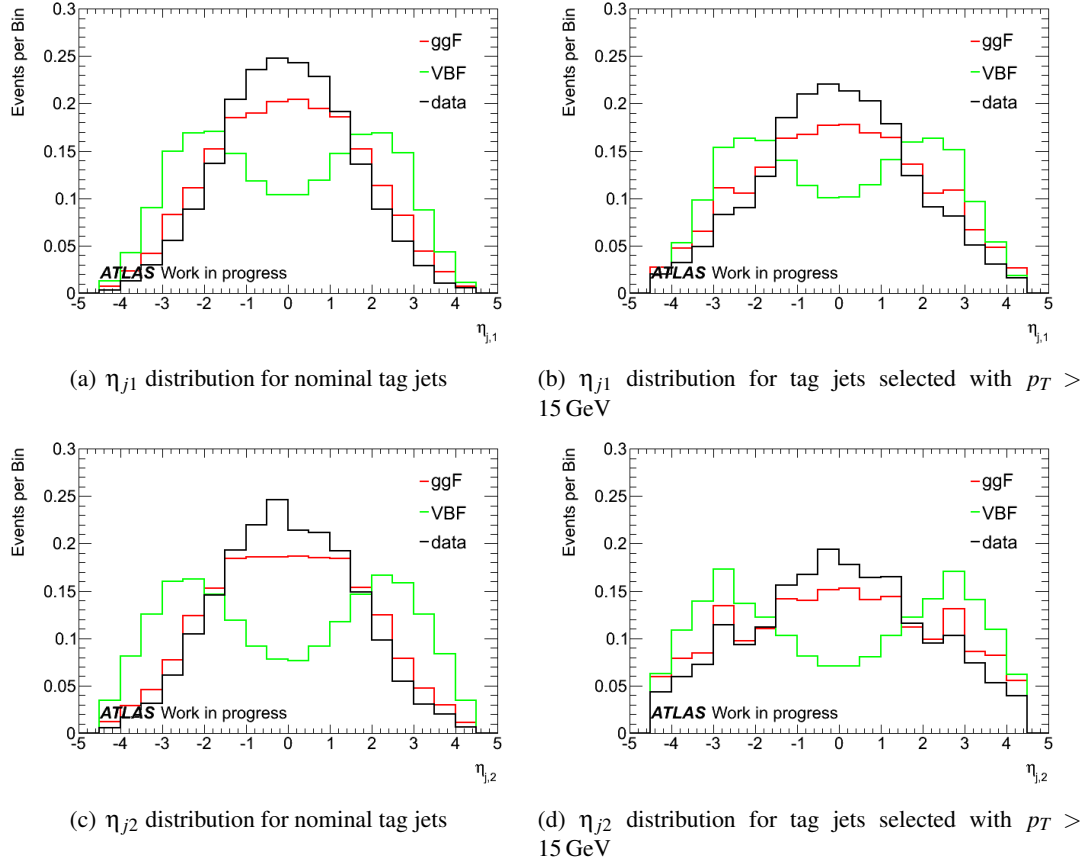 Events per Bin
0.3
0.25
0.2
0.15
0.1
0.05
0
ggF
VBF
data
ATLAS Work in progress
-5 -4 -3 -2 -1 0 1 2 3 4 5
η j,1
(a) η j1 distribution for nominal tag jets
Events per Bin
0.3
0.25
0.2
0.15
0.1
0.05
0
ggF
VBF
data
ATLAS Work in progress
-5 -4 -3 -2 -1 0 1 2 3 4 5
η j,1
(b) η j1 distribution for tag jets selected with pT >
15 GeV
Events per Bin
0.3
0.25
0.2
0.15
0.1
0.05
0
ggF
VBF
data
ATLAS Work in progress
-5 -4 -3 -2 -1 0 1 2 3 4 5
η j,2
(c) η j2 distribution for nominal tag jets
Events per Bin
0.3
0.25
0.2
0.15
0.1
0.05
0
ggF
VBF
data
ATLAS Work in progress
-5 -4 -3 -2 -1 0 1 2 3 4 5
η j,2
(d) η j2 distribution for tag jets selected with pT >
15 GeV